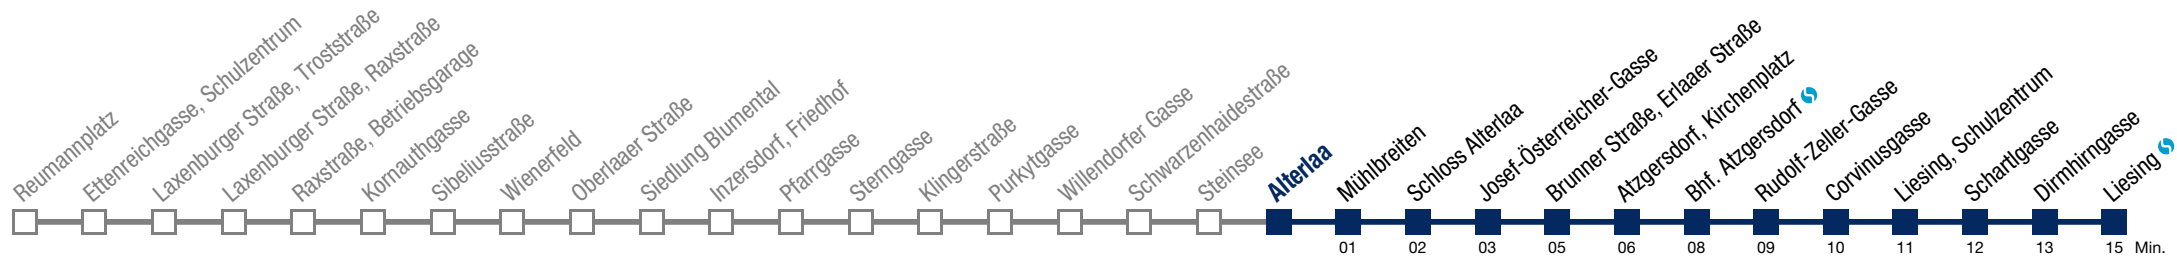 Reumannplatz
Ettenreichgasse, Schulzentrum
Laxenburger Straße, Troststraße
Laxenburger Straße, Raxstraße
Raxstraße, Betriebsgarage
Kornauthgasse
Sibeliusstraße
Wienerfeld
Oberlaaer Straße
Siedlung Blumental
Inzersdorf, Friedhof
Pfarrgasse
Sterngasse
Klingerstraße
Purkytgasse
Willendorfer Gasse
Schwarzenhaidestraße
Steinsee
Alterlaa
Mühlbreiten
Schloss Alterlaa
Josef-Österreicher-Gasse
Brunner Straße, Erlaaer Straße
Atzgersdorf, Kirchenplatz
Bhf. Atzgersdorf
Rudolf-Zeller-Gasse
Corvinusgasse
Liesing, Schulzentrum
Schartlgasse
Dirmhirngasse
Liesing
01 02 03 05 06 08 09 10 11 12 13 15 Min.